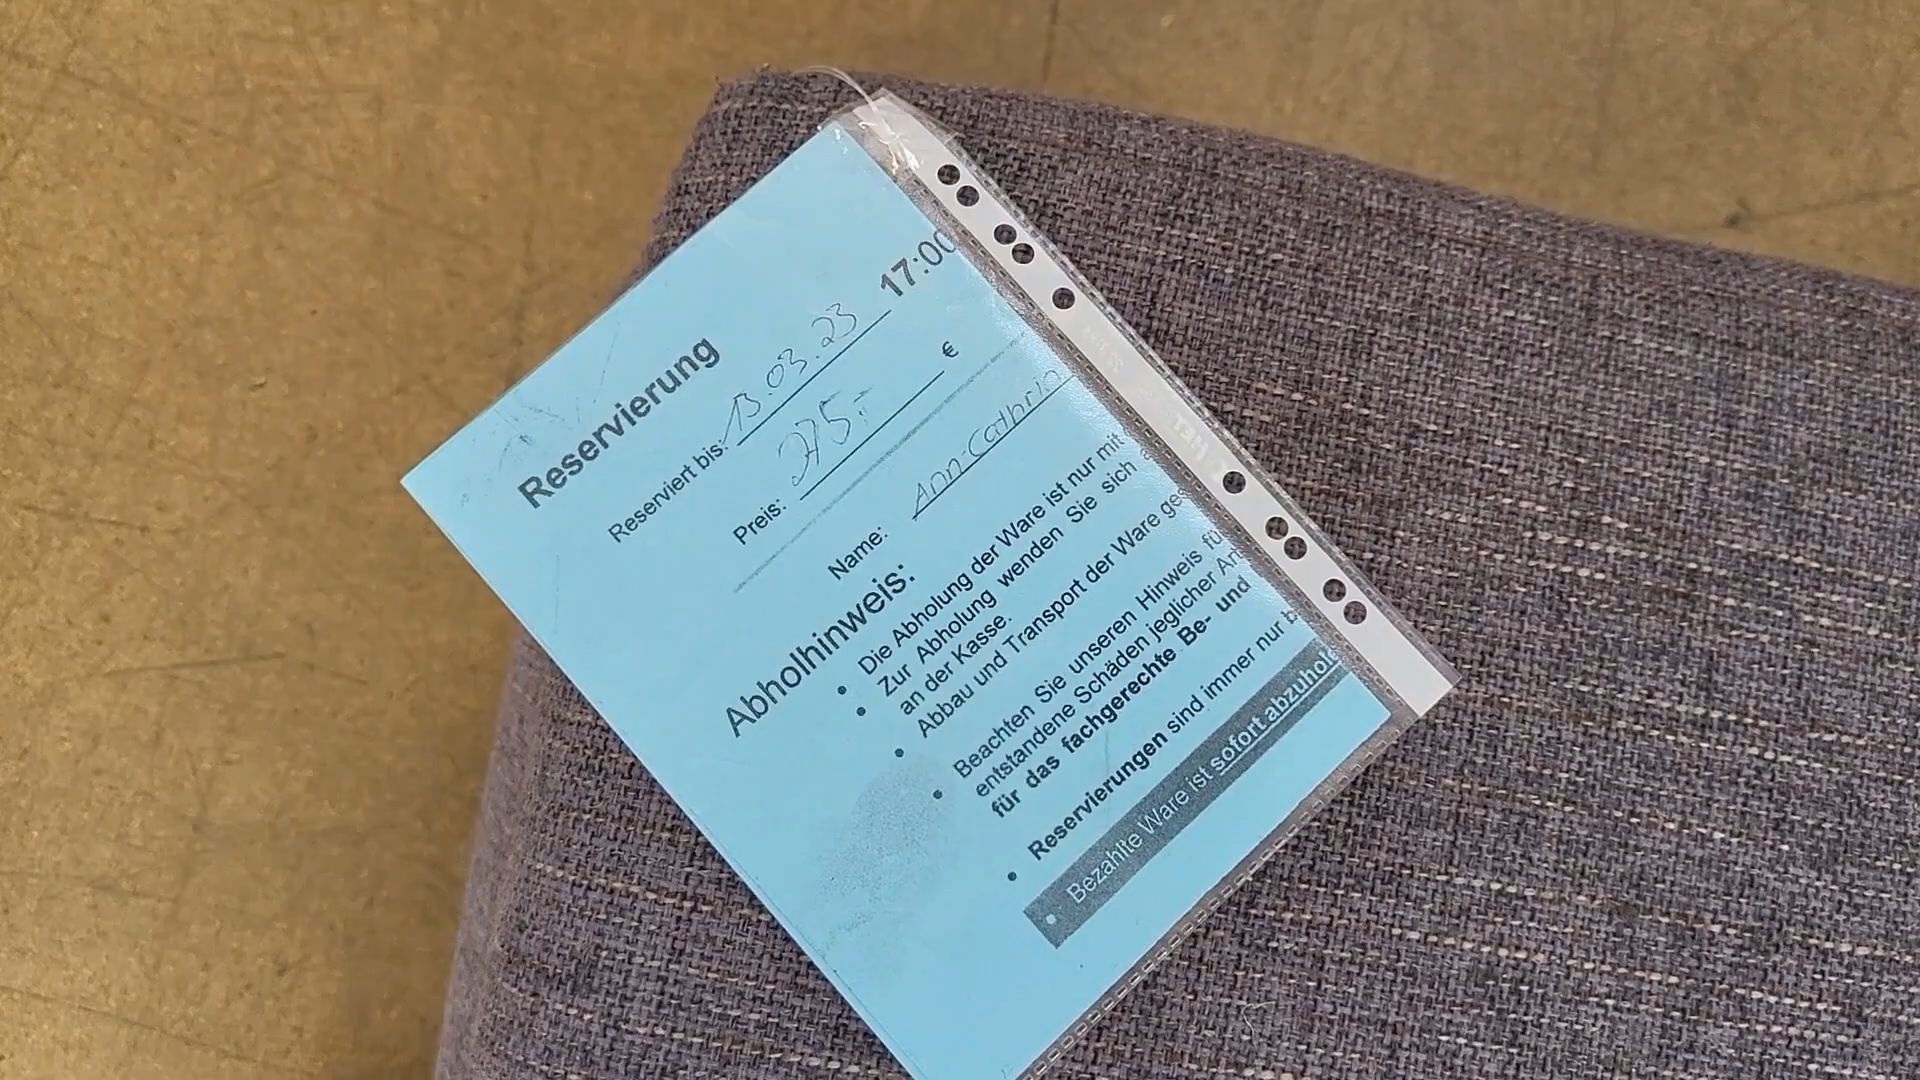 Reservierung
Reserviert bis: 13.03.23 17:00
Preis: 275,- €
Name: Ann-Cathrin
Abholhinweis:
• Die Abholung der Ware ist nur mit
• Zur Abholung wenden Sie sich
an der Kasse.
• Abbau und Transport der Ware
• Beachten Sie unseren Hinweis
entstandene Schäden jeglicher
für das fachgerechte Be- und
• Reservierungen sind immer nur
• Bezahlte Ware ist sofort